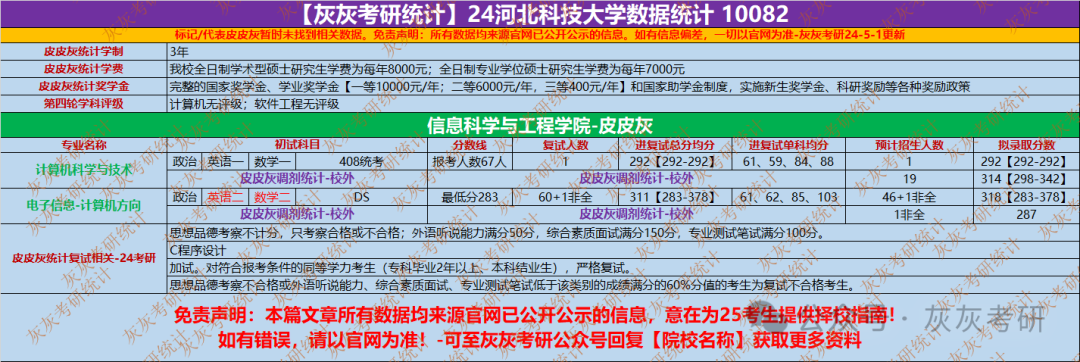 【灰灰考研统计】24河北科技大学数据统计 10082
标记/代表皮皮灰暂时未找到相关数据。免责声明：所有数据均来源官网已公开公示的信息。如有信息偏差，一切以官网为准-灰灰考研24-5-1更新
皮皮灰统计学制 3年
皮皮灰统计学费 我校全日制学术型硕士研究生学费为每年8000元；全日制专业学位硕士研究生学费为每年7000元
皮皮灰统计奖学金 完整的国家奖学金、学业奖学金【一等10000元/年；二等6000元/年，三等400元/年】和国家助学金制度，实施新生奖学金、科研奖励等各种奖励政策
第四轮学科评级 计算机无评级；软件工程无评级
信息科学与工程学院-皮皮灰
专业名称 初试科目 分数线 复试人数 进复试总分均分 进复试单科均分 预计招生人数 拟录取分数
计算机科学与技术 政治 英语一 数学一 408统考 报考人数67人 1 292【292-292】 61、59、84、88 1 292【292-292】
皮皮灰调剂统计-校外 皮皮灰调剂统计-校外 19 314【298-342】
电子信息-计算机方向 政治 英语二 数学二 DS 最低分283 60+1非全 311【283-378】 61、62、85、103 46+1非全 318【283-378】
皮皮灰调剂统计-校外 皮皮灰调剂统计-校外 1非全 287
皮皮灰统计复试相关-24考研 思想品德考察不计分，只考察合格或不合格；外语听说能力满分50分，综合素质面试满分150分，专业测试笔试满分100分。
C程序设计
加试。对符合报考条件的同等学力考生（专科毕业2年以上、本科结业生），严格复试。
思想品德考察不合格或外语听说能力、综合素质面试、专业测试笔试低于该类别的成绩满分的60%分值的考生为复试不合格考生。
免责声明：本篇文章所有数据均来源官网已公开公示的信息，意在为25考生提供择校指南！
如有错误，请以官网为准！-可至灰灰考研公众号回复【院校名称】获取更多资料
公众号 · 灰灰考研
灰灰考研统计